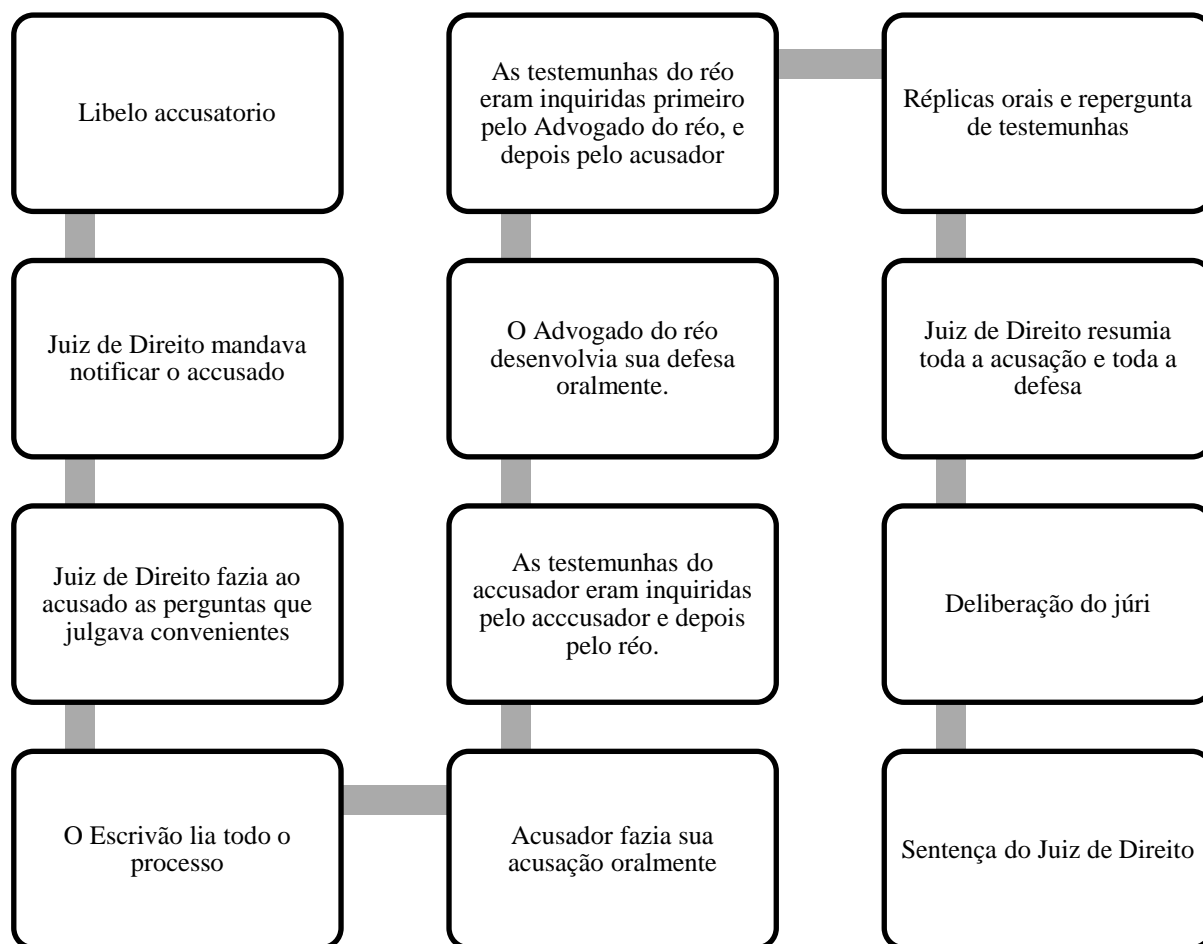 Libelo accusatorio
Juiz de Direito mandava
notificar o accusado
Juiz de Direito fazia ao
acusado as perguntas que
julgava convenientes
O Escrivão lia todo o
processo
Acusador fazia sua
acusação oralmente
As testemunhas do
accusador eram inquiridas
pelo acccusador e depois
pelo réo.
O Advogado do réo
desenvolvia sua defesa
oralmente.
As testemunhas do réo
eram inquiridas primeiro
pelo Advogado do réo, e
depois pelo acusador
Réplicas orais e repergunta
de testemunhas
Juiz de Direito resumia
toda a acusação e toda a
defesa
Deliberação do júri
Sentença do Juiz de Direito